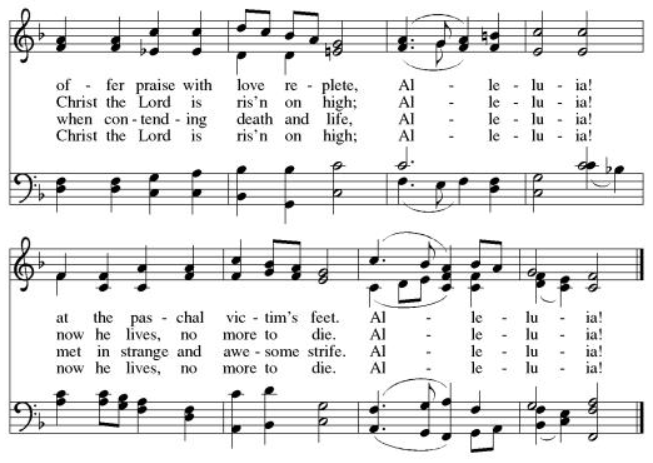 of - fer praise with love re - plete, Al - le - lu - ia!
Christ the Lord is ris'n on high; Al - le - lu - ia!
when con - tend - ing death and life, Al - le - lu - ia!
Christ the Lord is ris'n on high; Al - le - lu - ia!
at the pas - chal vic - tim's feet. Al - le - lu - ia!
now he lives, no more to die. Al - le - lu - ia!
met in strange and awe - some strife. Al - le - lu - ia!
now he lives, no more to die. Al - le - lu - ia!